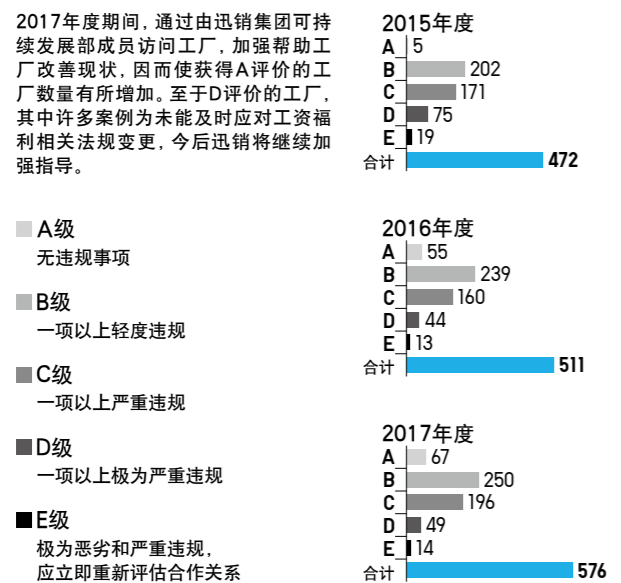 2017年度期间，通过由迅销集团可持
续发展部成员访问工厂，加强帮助工
厂改善现状，因而使获得A评价的工
厂数量有所增加。至于D评价的工厂，
其中许多案例为未能及时应对工资福
利相关法规变更，今后迅销将继续加
强指导。
A级
无违规事项
B级
一项以上轻度违规
C级
一项以上严重违规
D级
一项以上极为严重违规
E级
极为恶劣和严重违规，
应立即重新评估合作关系
2015年度
A 5
B 202
C 171
D 75
E 19
合计 472
2016年度
A 55
B 239
C 160
D 44
E 13
合计 511
2017年度
A 67
B 250
C 196
D 49
E 14
合计 576